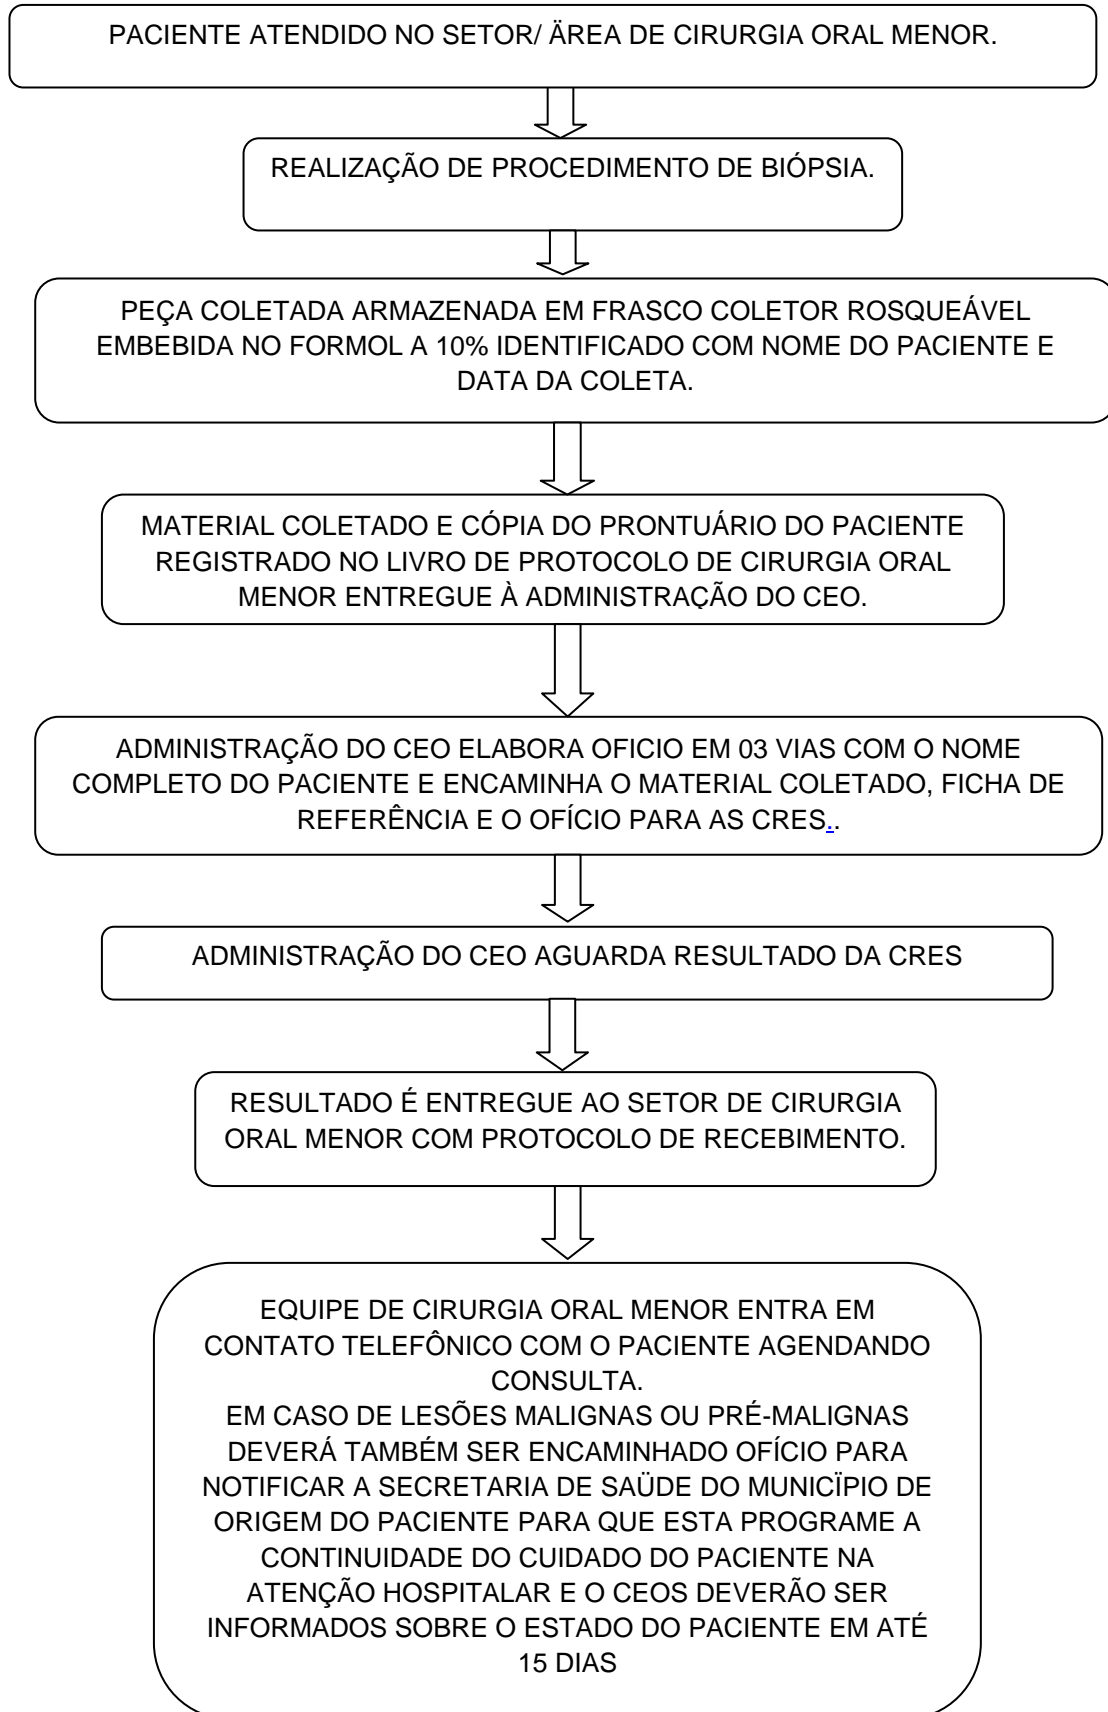 PACIENTE ATENDIDO NO SETOR/ ÄREA DE CIRURGIA ORAL MENOR.
REALIZAÇÃO DE PROCEDIMENTO DE BIÓPSIA.
PEÇA COLETADA ARMAZENADA EM FRASCO COLETOR ROSQUEÁVEL
EMBEBIDA NO FORMOL A 10% IDENTIFICADO COM NOME DO PACIENTE E
DATA DA COLETA.
MATERIAL COLETADO E CÓPIA DO PRONTUÁRIO DO PACIENTE
REGISTRADO NO LIVRO DE PROTOCOLO DE CIRURGIA ORAL
MENOR ENTREGUE À ADMINISTRAÇÃO DO CEO.
ADMINISTRAÇÃO DO CEO ELABORA OFICIO EM 03 VIAS COM O NOME
COMPLETO DO PACIENTE E ENCAMINHA O MATERIAL COLETADO, FICHA DE
REFERÊNCIA E O OFÍCIO PARA AS CRES..
ADMINISTRAÇÃO DO CEO AGUARDA RESULTADO DA CRES
RESULTADO É ENTREGUE AO SETOR DE CIRURGIA
ORAL MENOR COM PROTOCOLO DE RECEBIMENTO.
EQUIPE DE CIRURGIA ORAL MENOR ENTRA EM
CONTATO TELEFÔNICO COM O PACIENTE AGENDANDO
CONSULTA.
EM CASO DE LESÕES MALIGNAS OU PRÉ-MALIGNAS
DEVERÁ TAMBÉM SER ENCAMINHADO OFÍCIO PARA
NOTIFICAR A SECRETARIA DE SAÜDE DO MUNICÏPIO DE
ORIGEM DO PACIENTE PARA QUE ESTA PROGRAME A
CONTINUIDADE DO CUIDADO DO PACIENTE NA
ATENÇÃO HOSPITALAR E O CEOS DEVERÃO SER
INFORMADOS SOBRE O ESTADO DO PACIENTE EM ATÉ
15 DIAS